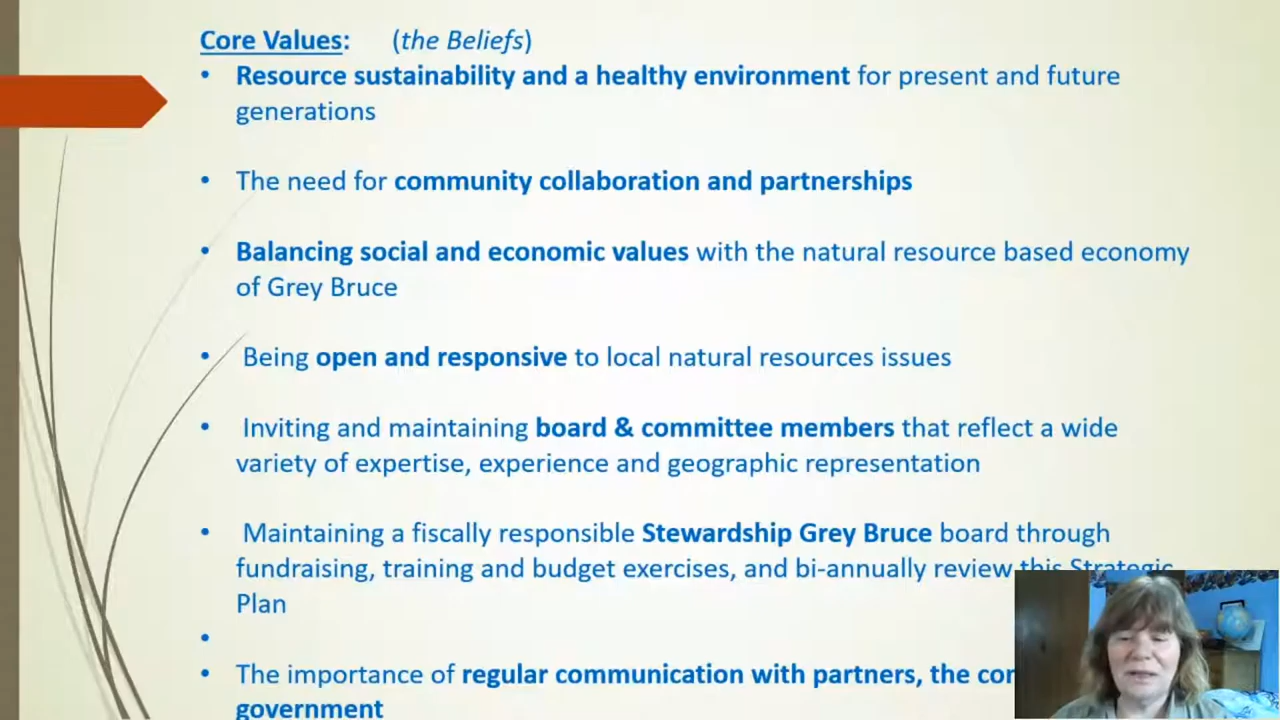 Core Values: (the Beliefs)
• Resource sustainability and a healthy environment for present and future
generations
• The need for community collaboration and partnerships
• Balancing social and economic values with the natural resource based economy
of Grey Bruce
• Being open and responsive to local natural resources issues
• Inviting and maintaining board & committee members that reflect a wide
variety of expertise, experience and geographic representation
• Maintaining a fiscally responsible Stewardship Grey Bruce board through
fundraising, training and budget exercises, and bi-annually review this Strategic
Plan
•
• The importance of regular communication with partners, the
government